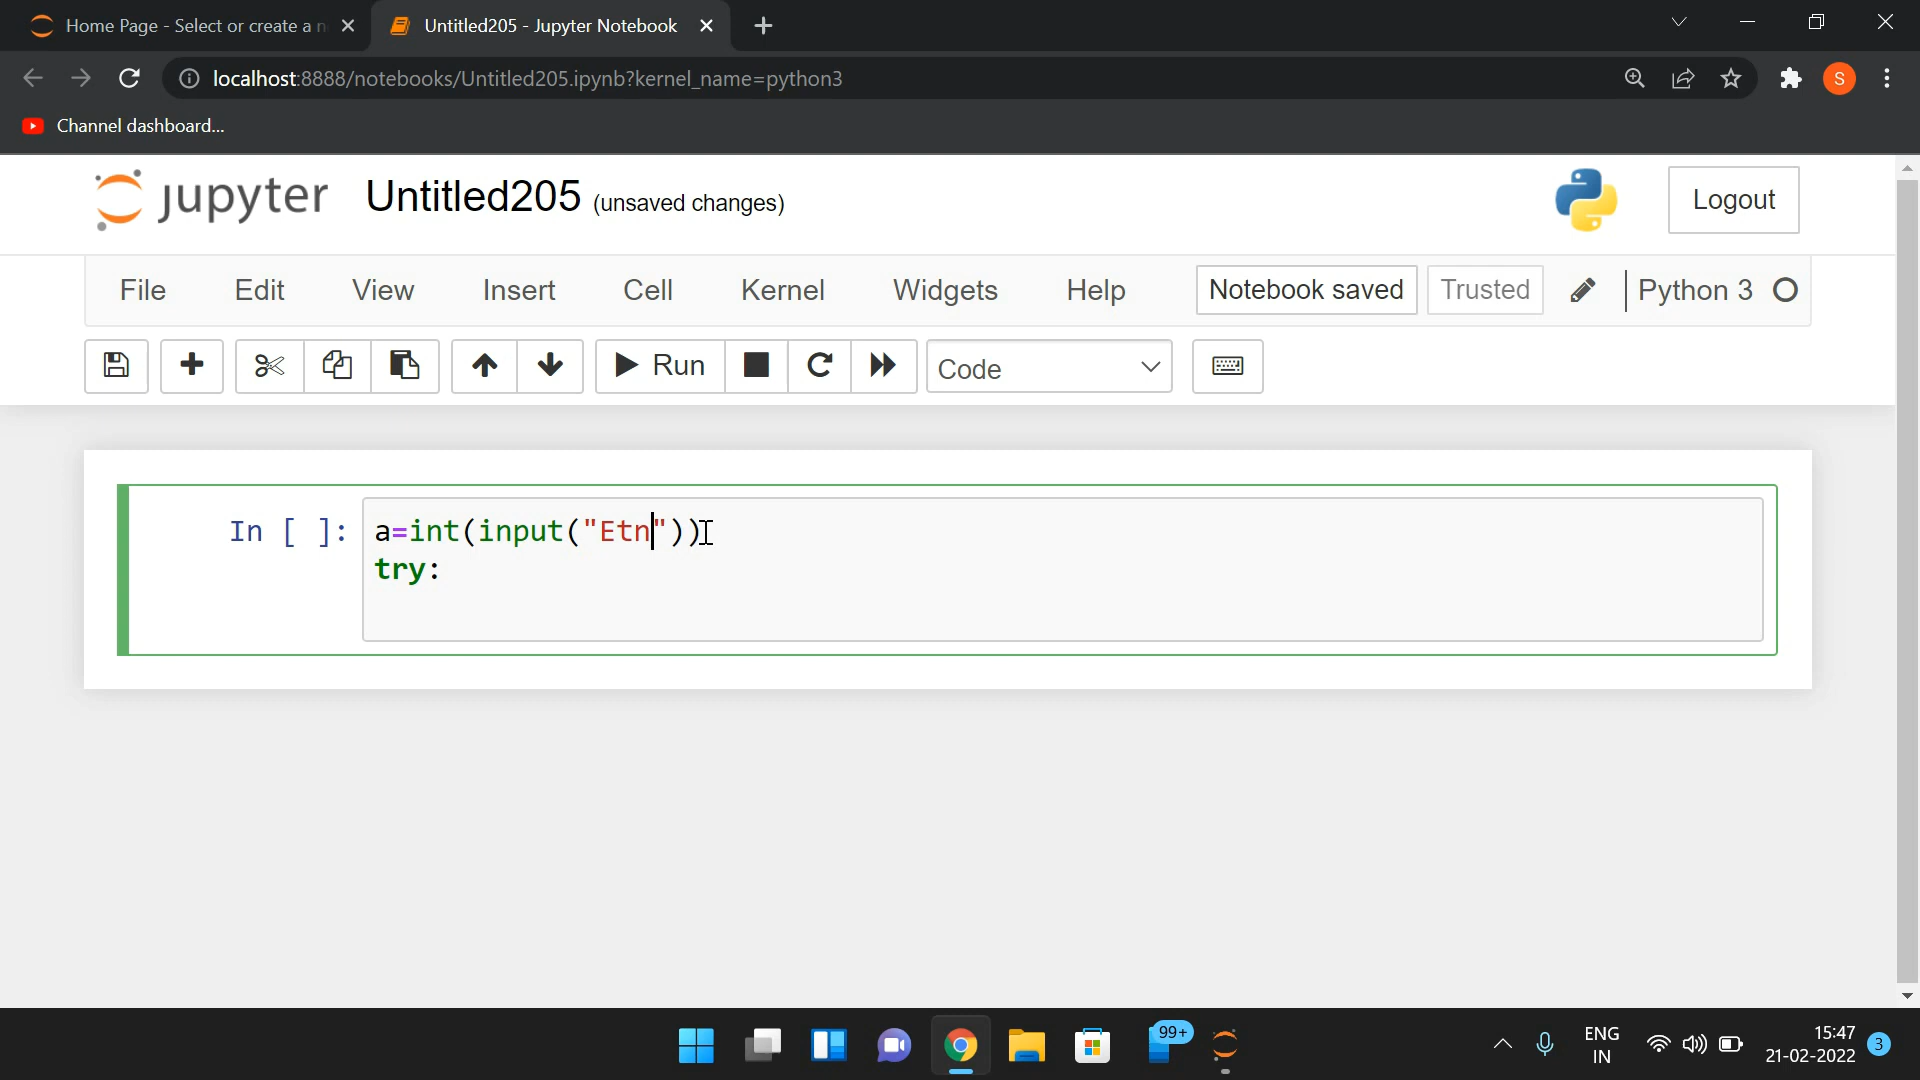 Home Page - Select or create a n
Untitled205 - Jupyter Notebook
localhost:8888/notebooks/Untitled205.ipynb?kernel_name=python3
S
Channel dashboard...
jupyter Untitled205 (unsaved changes)
Logout
File Edit View Insert Cell Kernel Widgets Help Notebook saved Trusted Python 3
Run Code
In [ ]: a=int(input("Etn"))
try:
99+
ENG
IN
15:47
21-02-2022
3